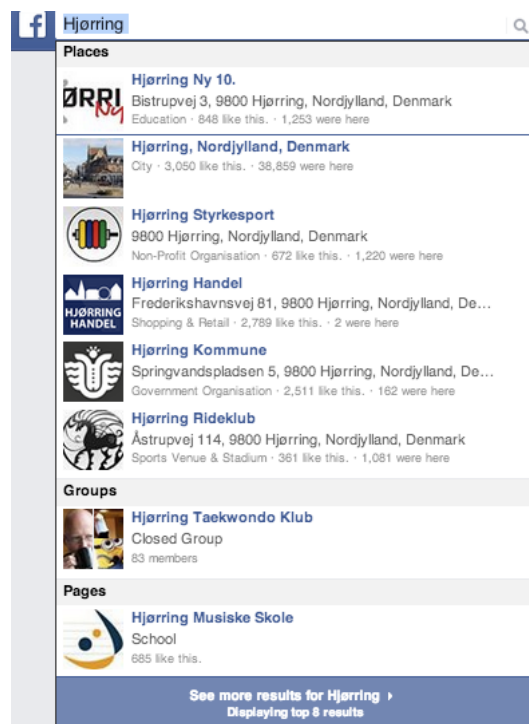 Hjørring
Places
ØRRI
Ny
Hjørring Ny 10.
Bistrupvej 3, 9800 Hjørring, Nordjylland, Denmark
Education · 848 like this. · 1,253 were here
Hjørring, Nordjylland, Denmark
City · 3,050 like this. · 38,859 were here
Hjørring Styrkesport
9800 Hjørring, Nordjylland, Denmark
Non-Profit Organisation · 672 like this. · 1,220 were here
HJØRRING
HANDEL
Hjørring Handel
Frederikshavnsvej 81, 9800 Hjørring, Nordjylland, De...
Shopping & Retail · 2,789 like this. · 2 were here
Hjørring Kommune
Springvandspladsen 5, 9800 Hjørring, Nordjylland, De...
Government Organisation · 2,511 like this. · 162 were here
Hjørring Rideklub
Åstrupvej 114, 9800 Hjørring, Nordjylland, Denmark
Sports Venue & Stadium · 361 like this. · 1,081 were here
Groups
Hjørring Taekwondo Klub
Closed Group
83 members
Pages
Hjørring Musiske Skole
School
685 like this.
See more results for Hjørring
Displaying top 8 results